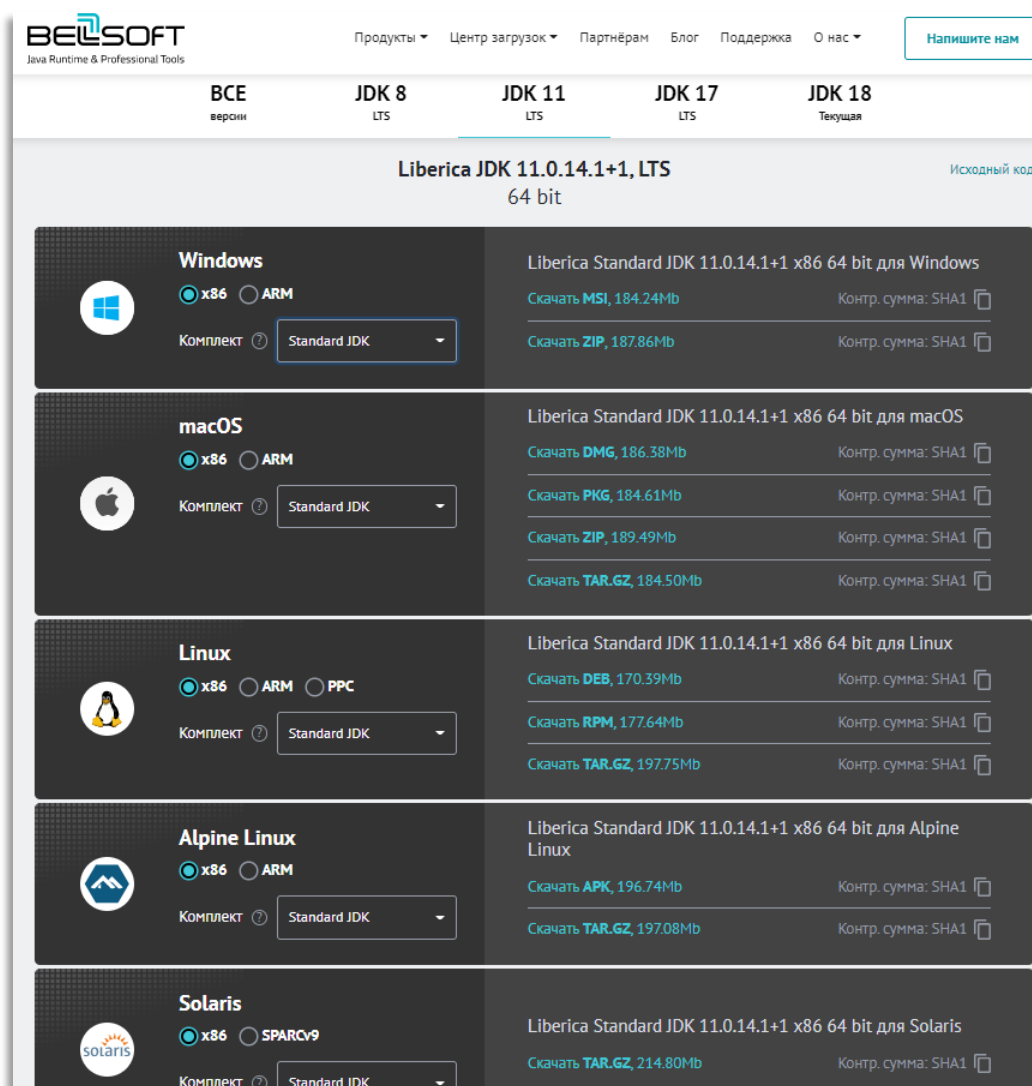 BELLSOFT
Java Runtime & Professional Tools
Продукты Центр загрузок Партнёрам Блог Поддержка О нас Напишите нам
ВСЕ JDK 8 JDK 11 JDK 17 JDK 18
версии LTS LTS LTS Текущая
Liberica JDK 11.0.14.1+1, LTS
64 bit
Исходный код
Windows
x86 ARM
Комплект ? Standard JDK
Liberica Standard JDK 11.0.14.1+1 x86 64 bit для Windows
Скачать MSI, 184.24Mb Контр. сумма: SHA1
Скачать ZIP, 187.86Mb Контр. сумма: SHA1
macOS
x86 ARM
Комплект ? Standard JDK
Liberica Standard JDK 11.0.14.1+1 x86 64 bit для macOS
Скачать DMG, 186.38Mb Контр. сумма: SHA1
Скачать PKG, 184.61Mb Контр. сумма: SHA1
Скачать ZIP, 189.49Mb Контр. сумма: SHA1
Скачать TAR.GZ, 184.50Mb Контр. сумма: SHA1
Linux
x86 ARM PPC
Комплект ? Standard JDK
Liberica Standard JDK 11.0.14.1+1 x86 64 bit для Linux
Скачать DEB, 170.39Mb Контр. сумма: SHA1
Скачать RPM, 177.64Mb Контр. сумма: SHA1
Скачать TAR.GZ, 197.75Mb Контр. сумма: SHA1
Alpine Linux
x86 ARM
Комплект ? Standard JDK
Liberica Standard JDK 11.0.14.1+1 x86 64 bit для Alpine
Linux
Скачать APK, 196.74Mb Контр. сумма: SHA1
Скачать TAR.GZ, 197.08Mb Контр. сумма: SHA1
solaris
Solaris
x86 SPARCv9
Комплект ? Standard JDK
Liberica Standard JDK 11.0.14.1+1 x86 64 bit для Solaris
Скачать TAR.GZ, 214.80Mb Контр. сумма: SHA1